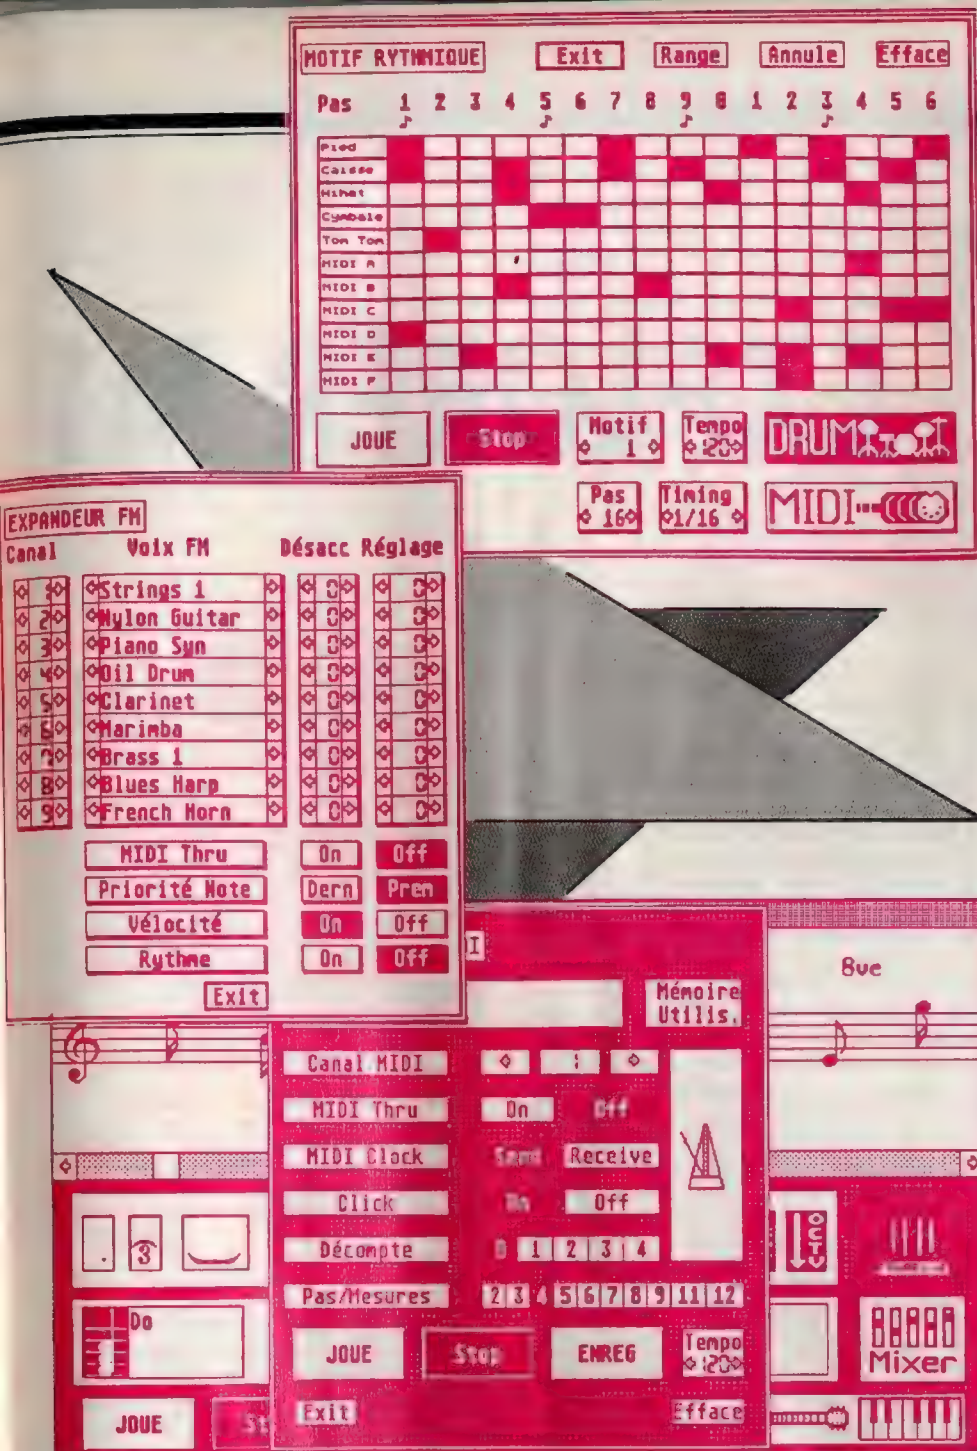 MOTIF RYTHMIQUE Exit Range Annule Efface
Pas 1 2 3 4 5 6 7 8 9 0 1 2 3 4 5 6
Pied
Caisse
Hihat
Cymbale
Tom Tom
MIDI A
MIDI B
MIDI C
MIDI D
MIDI E
MIDI F
JOUE Stop Motif 1 Tempo 120 DRUM
Pas 16 Timing 1/16 MIDI
EXPANDEUR FM
Canal Voix FM Désacc Réglage
1 Strings 1 0 0
2 Nylon Guitar 0 0
3 Piano Syn 0 0
4 Oil Drum 0 0
5 Clarinet 0 0
6 Marimba 0 0
7 Brass 1 0 0
8 Blues Harp 0 0
9 French Horn 0 0
MIDI Thru On Off
Priorité Note Dern Prem
Vélocité On Off
Rythme On Off
Exit
DI
8ve
Mémoire
Utilis.
Canal MIDI 1
MIDI Thru On Off
MIDI Clock Send Receive
Click On Off
Décompte 0 1 2 3 4
Pas/Mesures 2 3 4 5 6 7 8 9 11 12
JOUE Stop ENREG Tempo 120
Exit Efface
3
OCTV
Do
Mixer
JOUE St